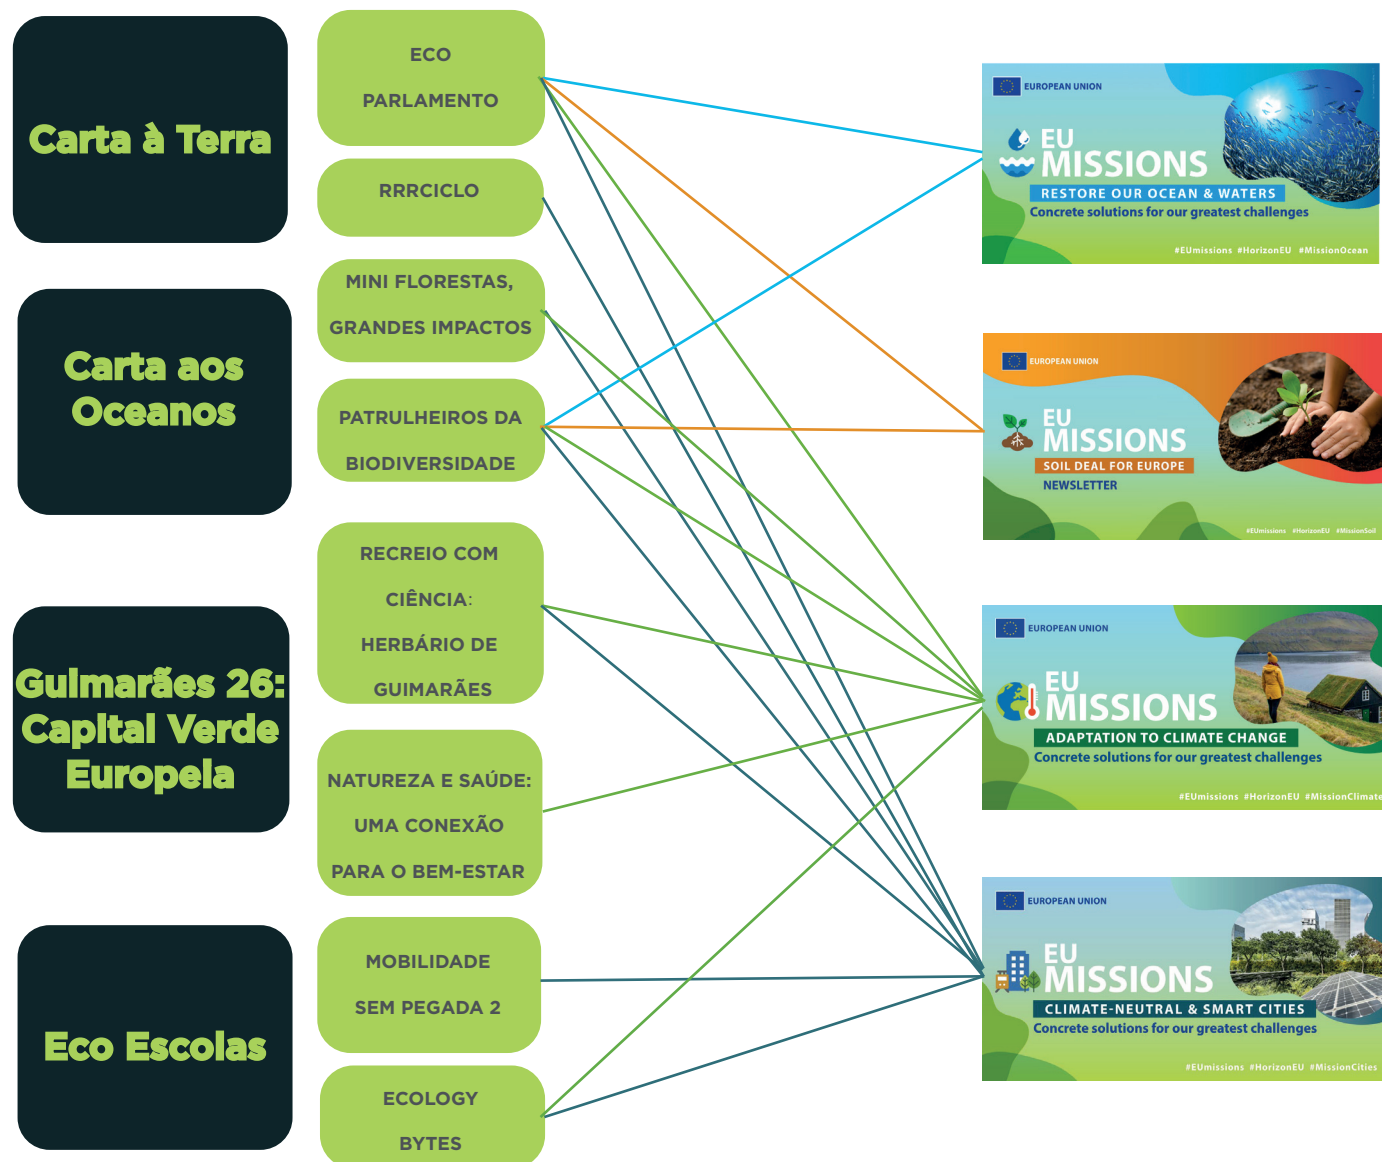 Carta à Terra
Carta aos
Oceanos
Guimarães 26:
Capital Verde
Europeia
Eco Escolas
ECO
PARLAMENTO
RRRCICLO
MINI FLORESTAS,
GRANDES IMPACTOS
PATRULHEIROS DA
BIODIVERSIDADE
RECREIO COM
CIÊNCIA:
HERBÁRIO DE
GUIMARÃES
NATUREZA E SAÚDE:
UMA CONEXÃO
PARA O BEM-ESTAR
MOBILIDADE
SEM PEGADA 2
ECOLOGY
BYTES
EUROPEAN UNION
EU
MISSIONS
RESTORE OUR OCEAN & WATERS
Concrete solutions for our greatest challenges
#EUmissions #HorizonEU #MissionOcean
EUROPEAN UNION
EU
MISSIONS
SOIL DEAL FOR EUROPE
NEWSLETTER
#EUmissions #HorizonEU #MissionSoil
EUROPEAN UNION
EU
MISSIONS
ADAPTATION TO CLIMATE CHANGE
Concrete solutions for our greatest challenges
#EUmissions #HorizonEU #MissionClimate
EUROPEAN UNION
EU
MISSIONS
CLIMATE-NEUTRAL & SMART CITIES
Concrete solutions for our greatest challenges
#EUmissions #HorizonEU #MissionCities